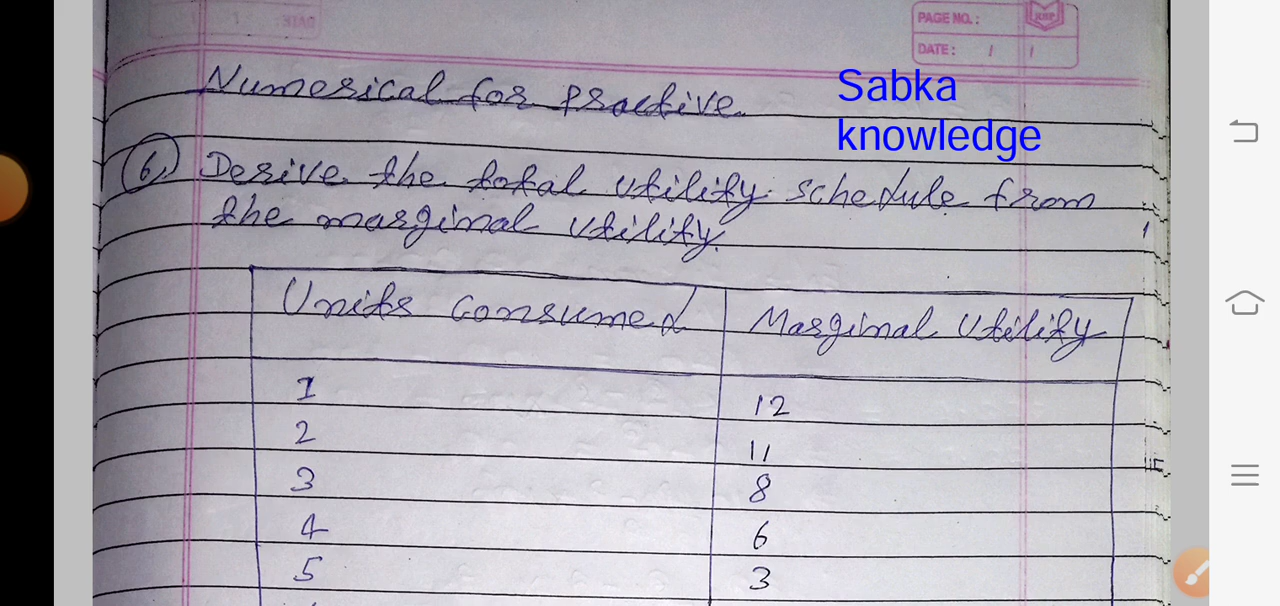 PAGE NO.:
DATE: / /
Numerical for practive.
Sabka
knowledge
6) Derive the total utility schedule from
the marginal utility.
Units Consumed Marginal Utility
1 12
2 11
3 8
4 6
5 3